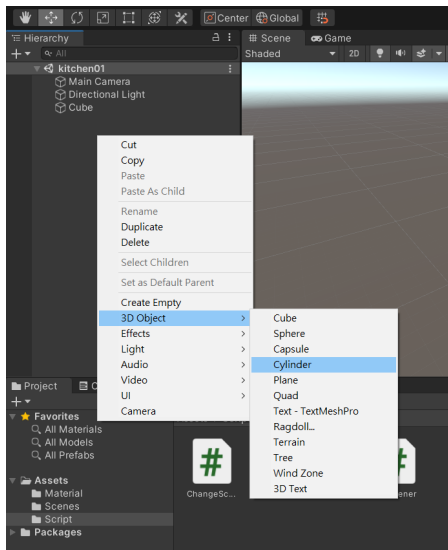 Center Global
Hierarchy
Scene Game
All
Shaded 2D
kitchen01
Main Camera
Directional Light
Cube
Cut
Copy
Paste
Paste As Child
Rename
Duplicate
Delete
Select Children
Set as Default Parent
Create Empty
3D Object
Effects
Light
Audio
Video
UI
Camera
Cube
Sphere
Capsule
Cylinder
Plane
Quad
Text - TextMeshPro
Ragdoll...
Terrain
Tree
Wind Zone
3D Text
Project
Favorites
All Materials
All Models
All Prefabs
Assets
Material
Scenes
Script
Packages
#
ChangeSc...